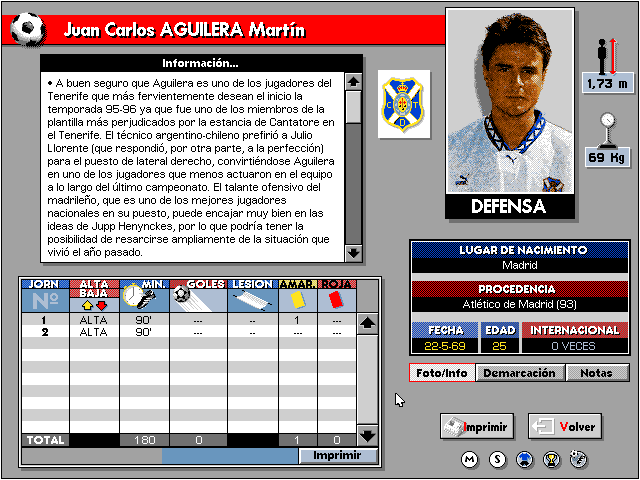 Juan Carlos AGUILERA Martín
Información...
• A buen seguro que Aguilera es uno de los jugadores del
Tenerife que más fervientemente desean el inicio la
temporada 95-96 ya que fue uno de los miembros de la
plantilla más perjudicados por la estancia de Cantatore en
el Tenerife. El técnico argentino-chileno prefirió a Julio
Llorente (que respondió, por otra parte, a la perfección)
para el puesto de lateral derecho, convirtiéndose Aguilera
en uno de los jugadores que menos actuaron en el equipo
a lo largo del último campeonato. El talante ofensivo del
madrileño, que es uno de los mejores jugadores
nacionales en su puesto, puede encajar muy bien en las
ideas de Jupp Henynckes, por lo que podría tener la
posibilidad de resarcirse ampliamente de la situación que
vivió el año pasado.
C T
D
DEFENSA
1,73 m
69 Kg
LUGAR DE NACIMIENTO
Madrid
PROCEDENCIA
Atlético de Madrid (93)
FECHA EDAD INTERNACIONAL
22-5-69 25 0 VECES
Foto/Info Demarcación Notas
JORN ALTA MIN. GOLES LESION AMAR. ROJA
Nº BAJA
1 ALTA 90' --- -- 1 ---
2 ALTA 90' --- -- --- ---
TOTAL 180 0 1 0
Imprimir
Imprimir Volver
M S